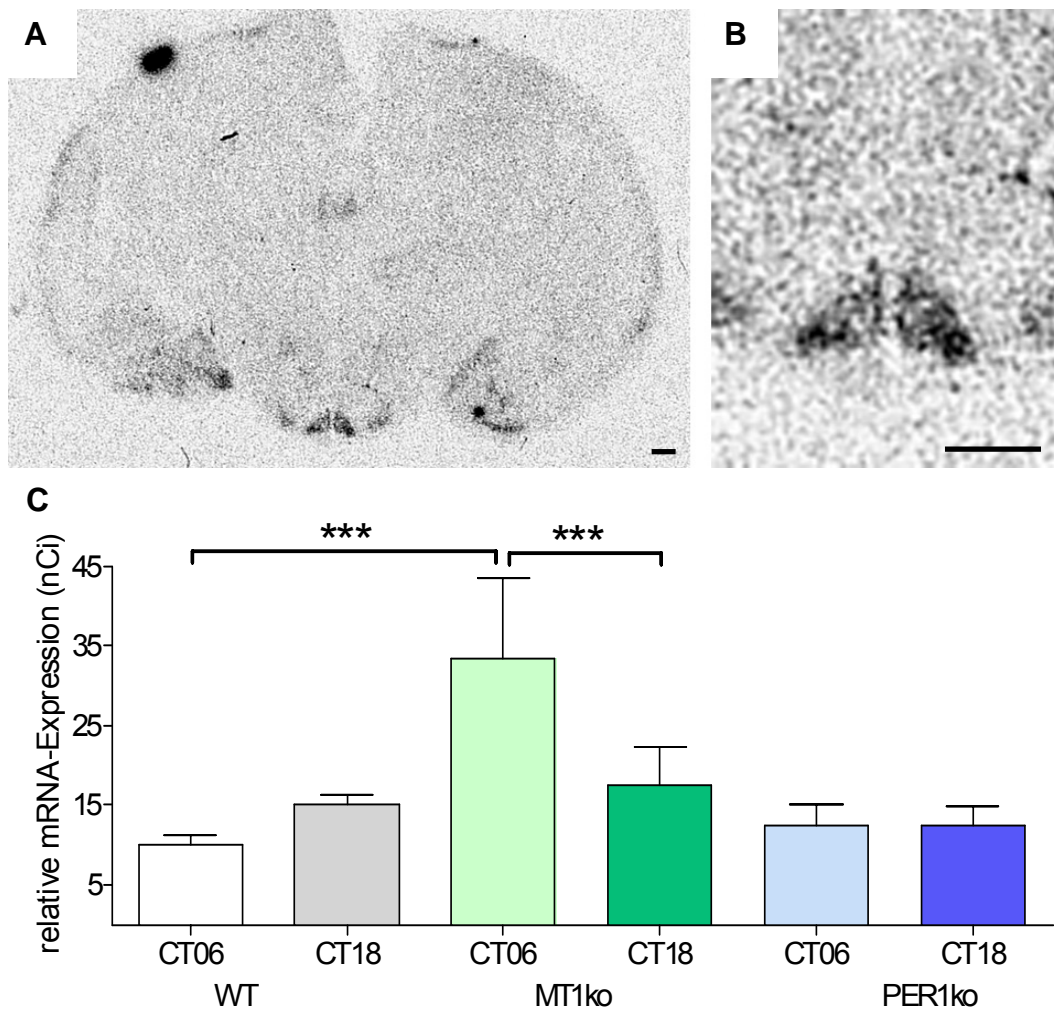 A
B
C
relative mRNA-Expression (nCi)
***
***
45
35
25
15
5
CT06 CT18 CT06 CT18 CT06 CT18
WT MT1ko PER1ko